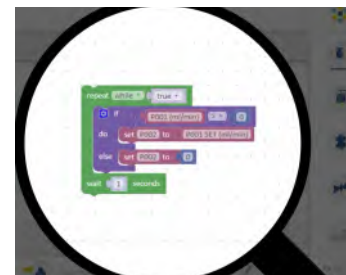 repeat while true
if P001 (ml/min) > 0
do set P002 to P001 SET (ml/min)
else set P002 to 0
wait 1 seconds